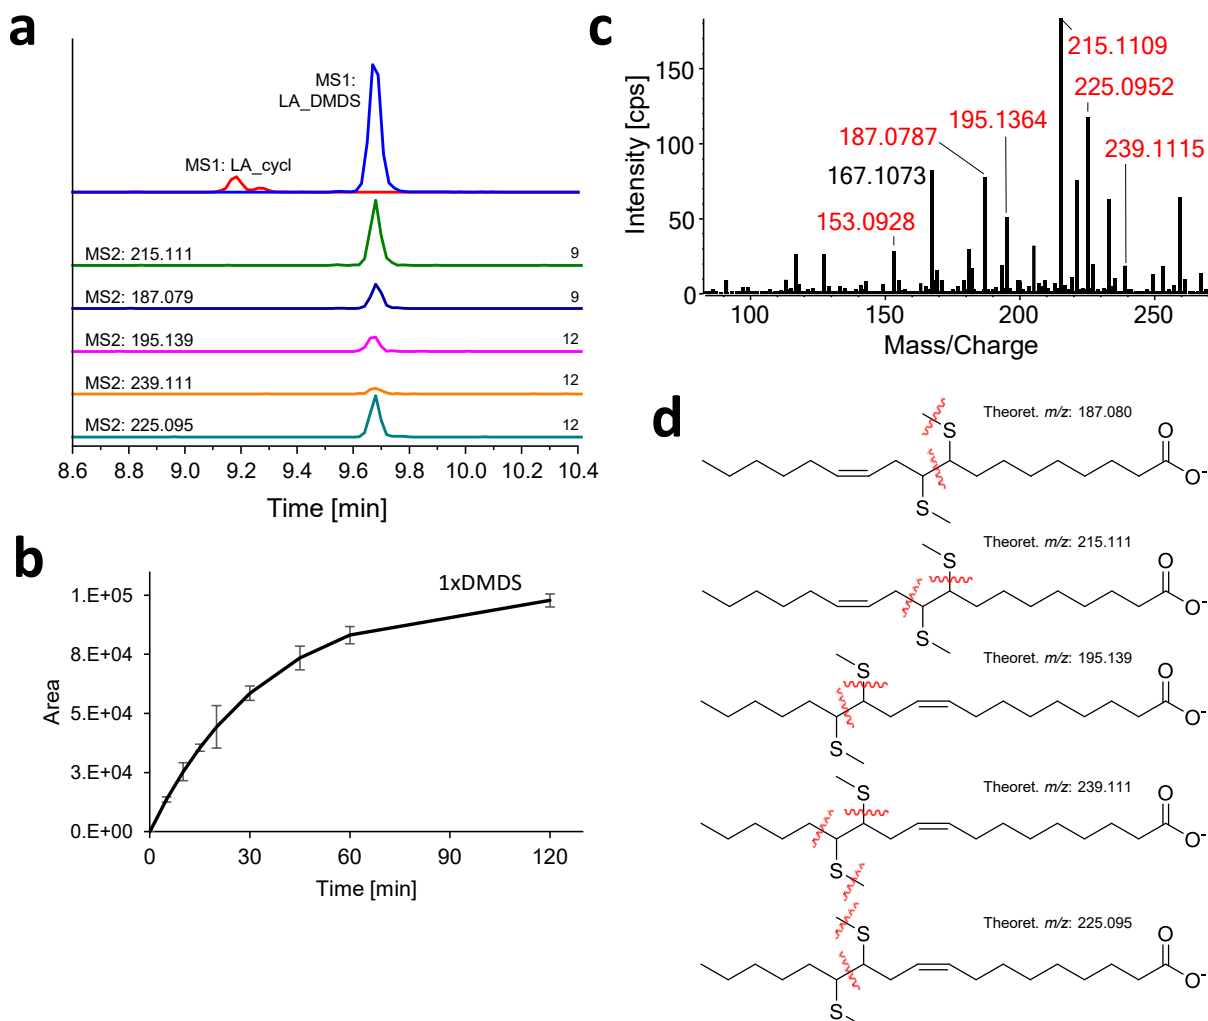 a
MS1:
LA_DMDS
MS1: LA_cycl
MS2: 215.111
9
MS2: 187.079
9
MS2: 195.139
12
MS2: 239.111
12
MS2: 225.095
12
8.6 8.8 9.0 9.2 9.4 9.6 9.8 10.0 10.2 10.4
Time [min]
b
1xDMDS
1.E+05
8.E+04
5.E+04
3.E+04
0.E+00
Area
0 30 60 90 120
Time [min]
c
215.1109
225.0952
195.1364
187.0787
239.1115
167.1073
153.0928
150
100
50
0
Intensity [cps]
100 150 200 250
Mass/Charge
d
Theoret. m/z: 187.080
S
O
O−
S
Theoret. m/z: 215.111
S
O
O−
S
Theoret. m/z: 195.139
S
O
O−
S
Theoret. m/z: 239.111
S
O
O−
S
Theoret. m/z: 225.095
S
O
O−
S